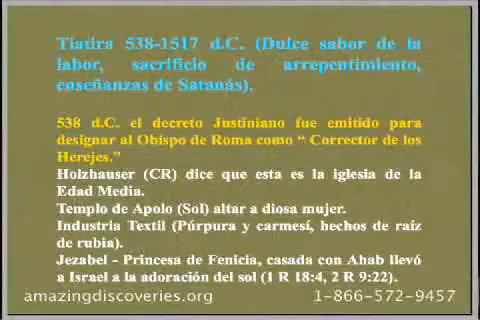 Tiatira 538-1517 d.C. (Dulce sabor de la
labor, sacrificio de arrepentimiento,
enseñanzas de Satanás).
538 d.C. el decreto Justiniano fue emitido para
designar al Obispo de Roma como “ Corrector de los
Herejes.”
Holzhauser (CR) dice que esta es la iglesia de la
Edad Media.
Templo de Apolo (Sol) altar a diosa mujer.
Industria Textil (Púrpura y carmesí, hechos de raíz
de rubia).
Jezabel - Princesa de Fenicia, casada con Ahab llevó
a Israel a la adoración del sol (1 R 18:4, 2 R 9:22).
amazingdiscoveries.org 1-866-572-9457